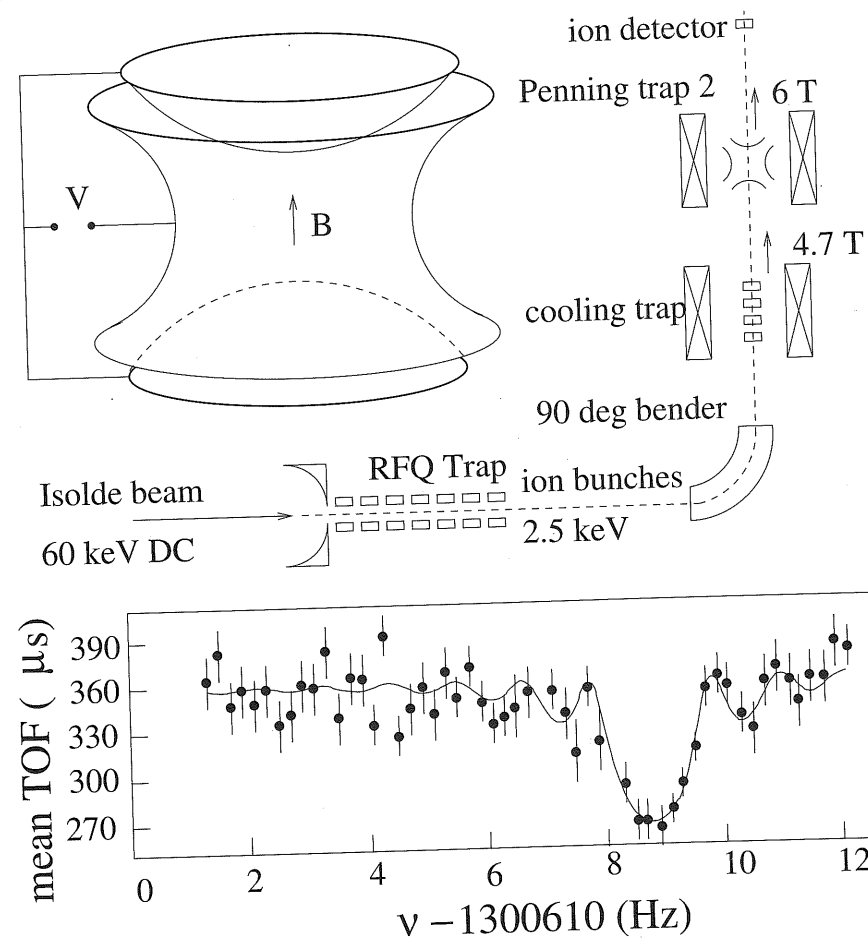 ion detector
Penning trap 2
6 T
V
B
4.7 T
cooling trap
90 deg bender
RFQ Trap
Isolde beam
ion bunches
60 keV DC
2.5 keV
mean TOF ( μs)
390
360
330
300
270
0 2 4 6 8 10 12
ν −1300610 (Hz)